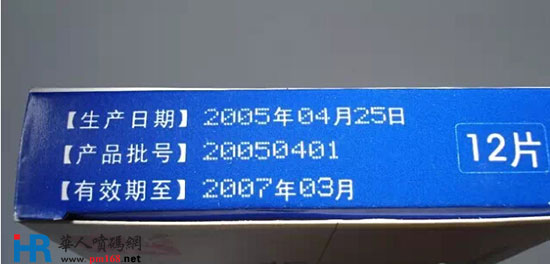 【生产日期】2005年04月25日
【产品批号】20050401
【有效期至】2007年03月
12片
HR 華人噴碼網